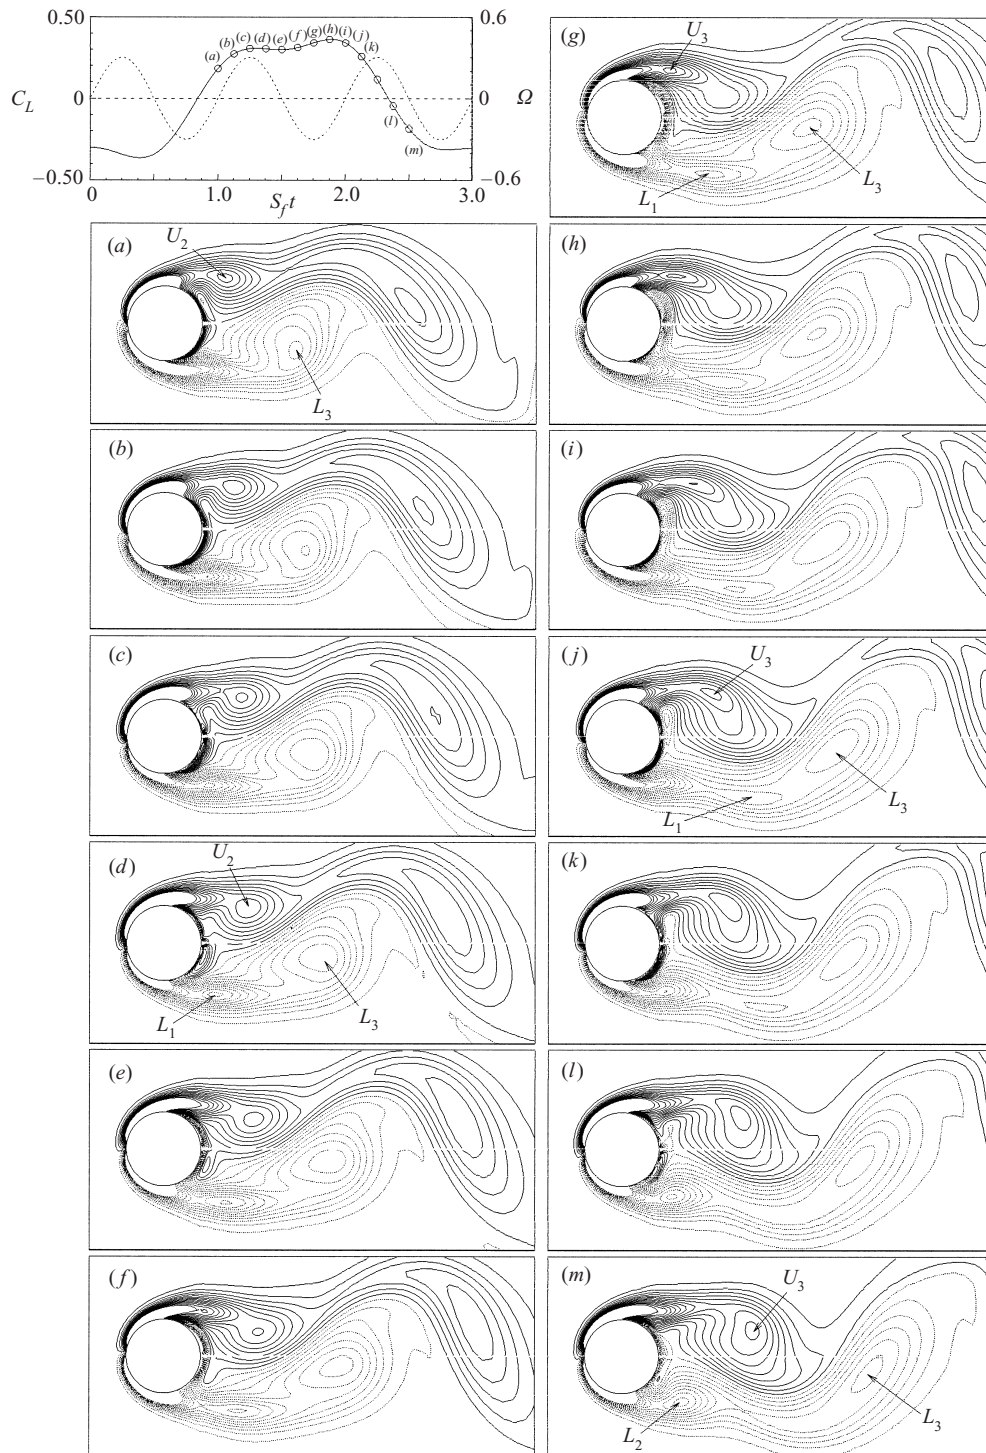 0.50
0.6
(a)
(b)
(c)
(d)
(e)
(f)
(g)
(h)
(i)
(j)
(k)
(l)
(m)
C_L
0
0
Ω
−0.50
−0.6
0
1.0
S_f t
2.0
3.0
(a)
U_2
L_3
(b)
(c)
(d)
U_2
L_1
L_3
(e)
(f)
(g)
U_3
L_1
L_3
(h)
(i)
(j)
U_3
L_1
L_3
(k)
(l)
(m)
U_3
L_2
L_3